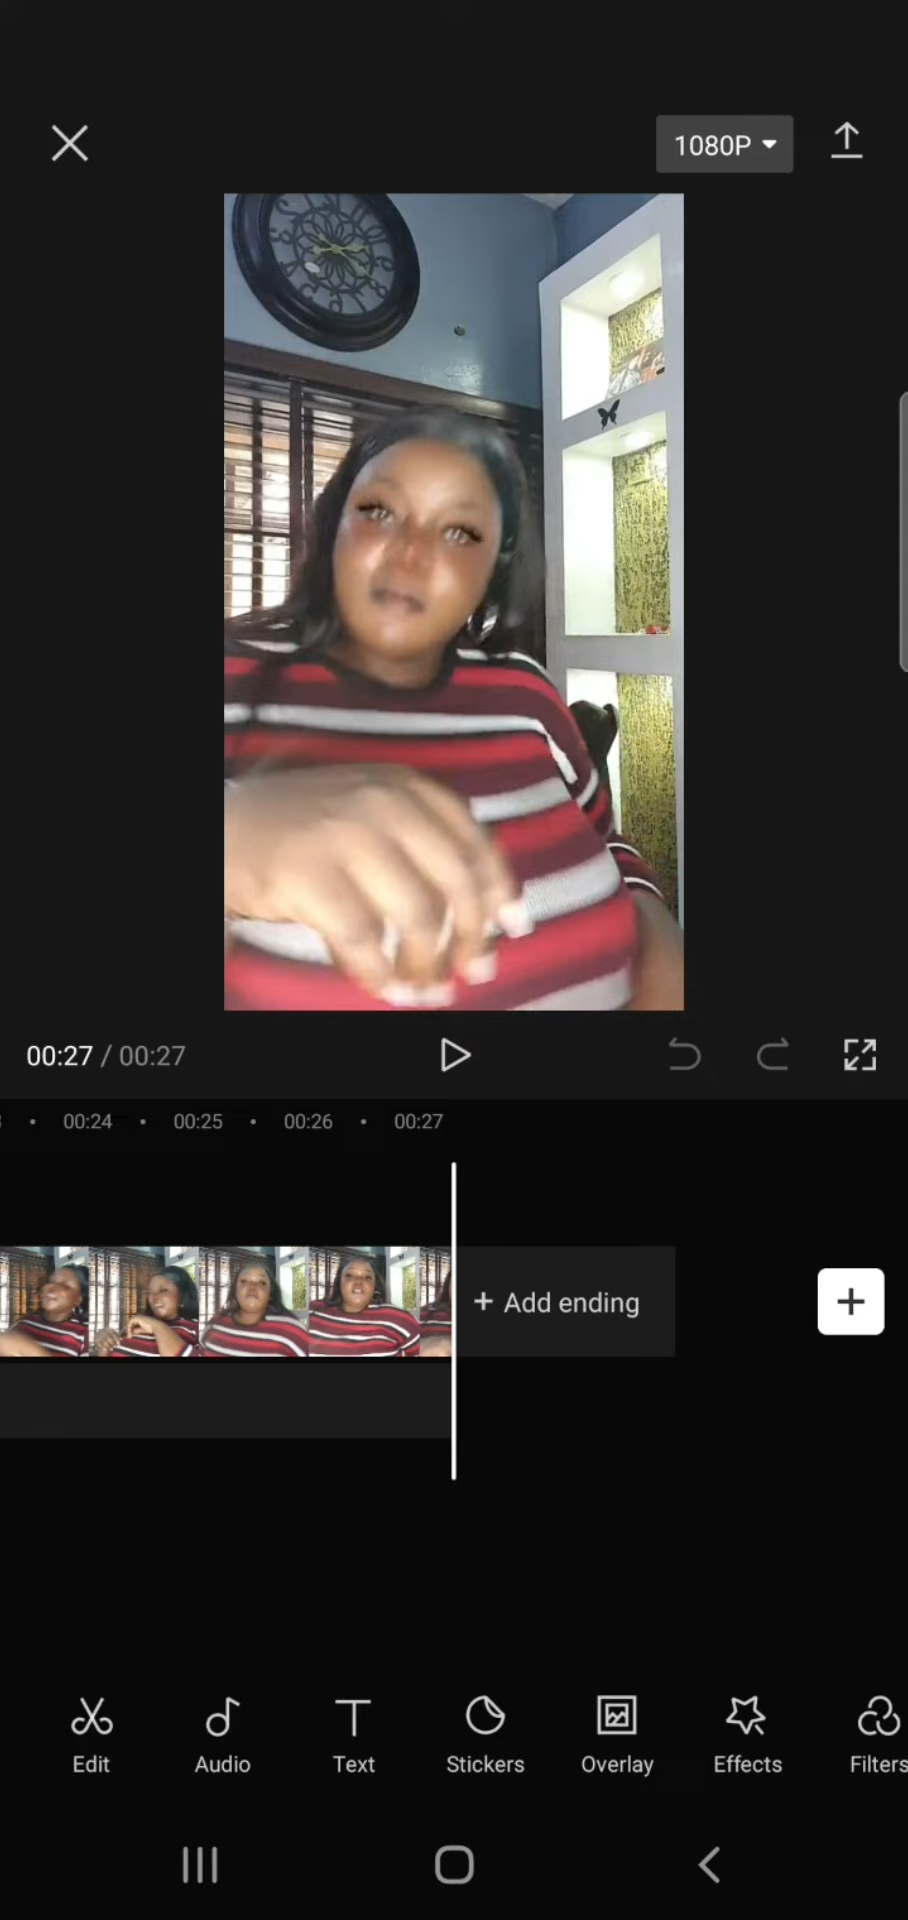 1080P
00:27 / 00:27
00:24 00:25 00:26 00:27
+ Add ending
Edit Audio Text Stickers Overlay Effects Filters